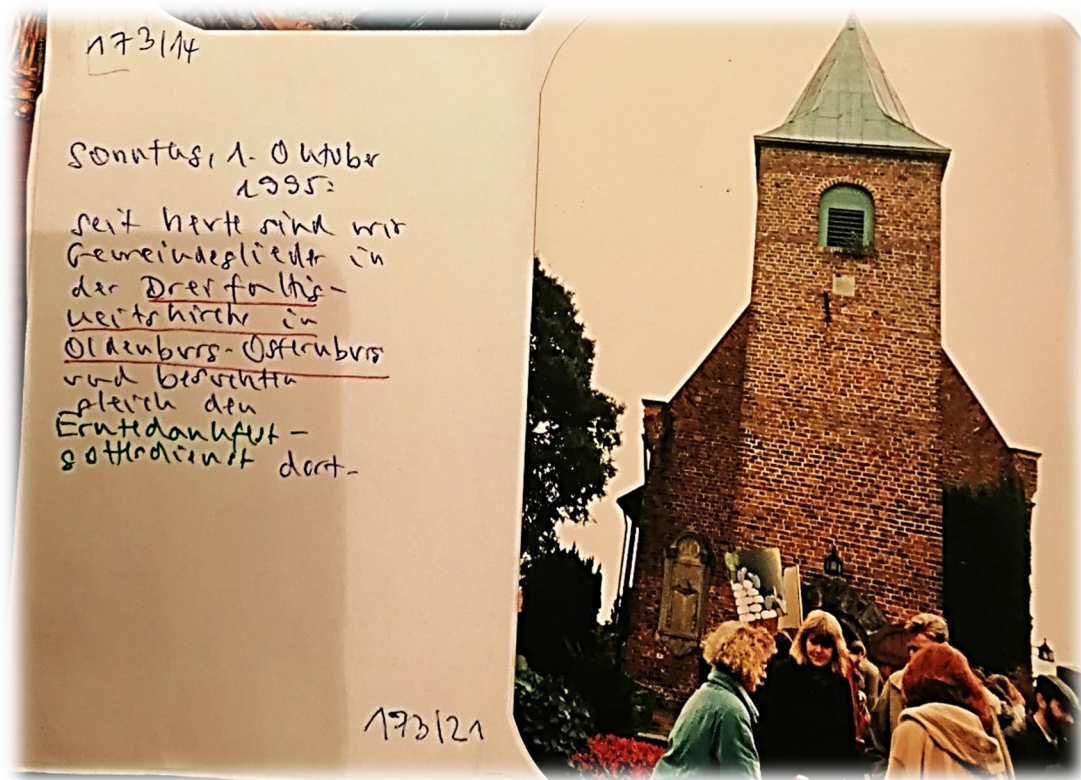 173/14
Sonntag, 1. Oktober
1995:
seit heute sind wir
Gemeindeglieder in
der Dreifaltig-
keitskirche in
Oldenburg-Osternburg
und besuchten
gleich den
Erntedankfest-
gottesdienst dort.
173/21